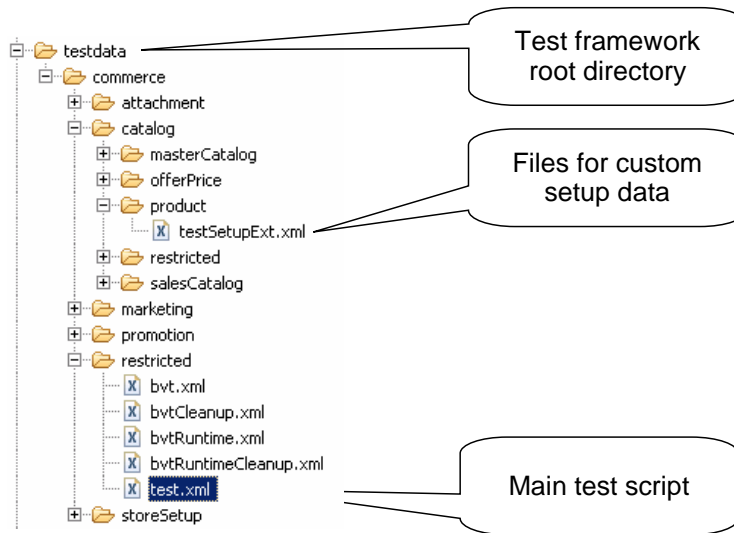 testdata
commerce
attachment
catalog
masterCatalog
offerPrice
product
testSetupExt.xml
restricted
salesCatalog
marketing
promotion
restricted
bvt.xml
bvtCleanup.xml
bvtRuntime.xml
bvtRuntimeCleanup.xml
test.xml
storeSetup
Test framework
root directory
Files for custom
setup data
Main test script